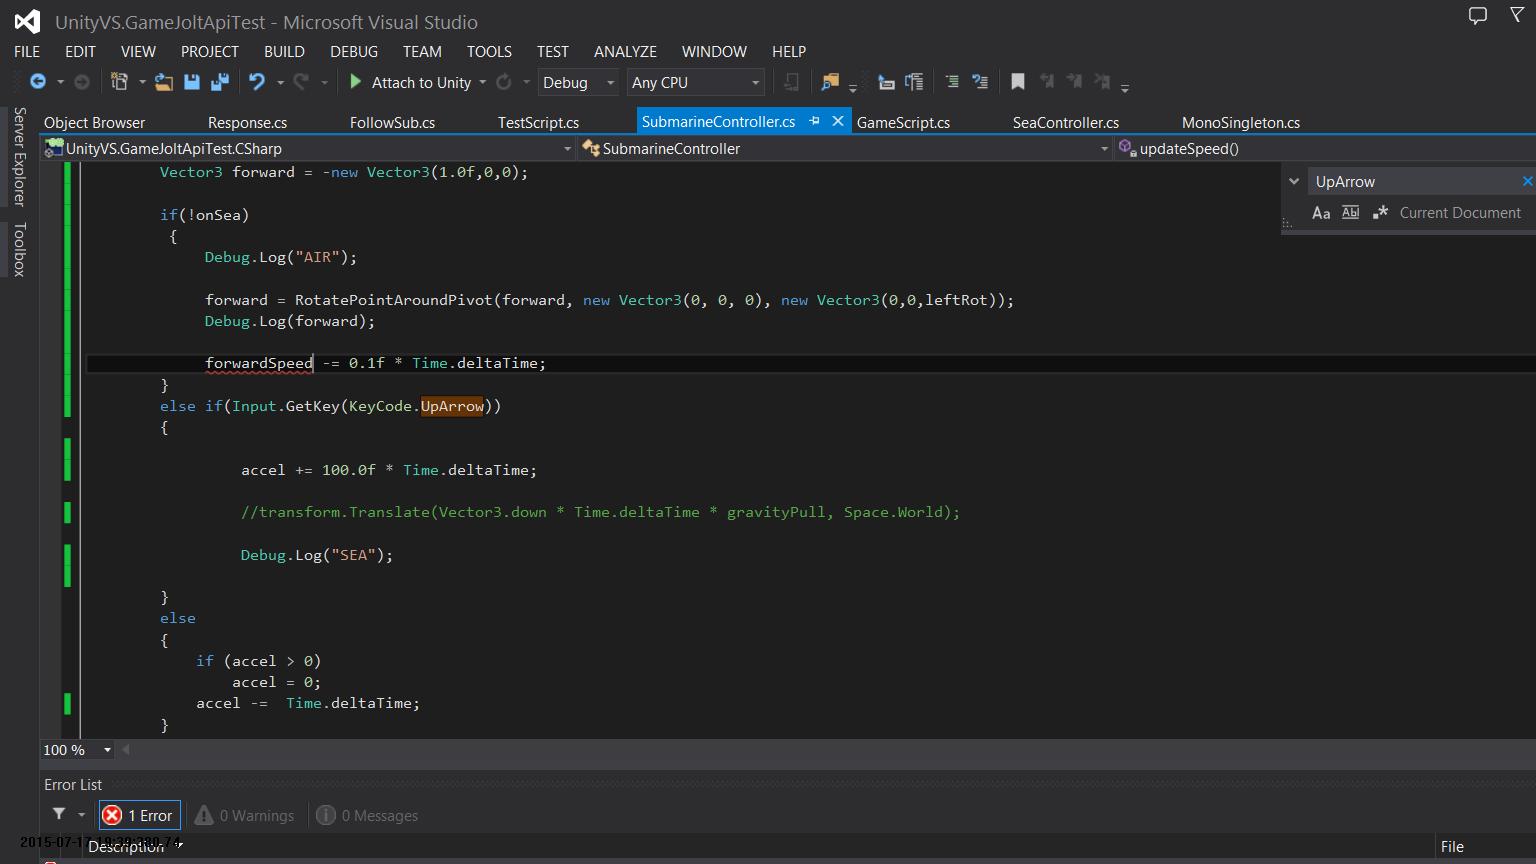 UnityVS.GameJoltApiTest - Microsoft Visual Studio
FILE EDIT VIEW PROJECT BUILD DEBUG TEAM TOOLS TEST ANALYZE WINDOW HELP
Attach to Unity Debug Any CPU
Server Explorer
Toolbox
Object Browser Response.cs FollowSub.cs TestScript.cs SubmarineController.cs GameScript.cs SeaController.cs MonoSingleton.cs
UnityVS.GameJoltApiTest.CSharp SubmarineController updateSpeed()
UpArrow
Aa Abl Current Document
Vector3 forward = -new Vector3(1.0f,0,0);
if(!onSea)
{
Debug.Log("AIR");
forward = RotatePointAroundPivot(forward, new Vector3(0, 0, 0), new Vector3(0,0,leftRot));
Debug.Log(forward);
forwardSpeed -= 0.1f * Time.deltaTime;
}
else if(Input.GetKey(KeyCode.UpArrow))
{
accel += 100.0f * Time.deltaTime;
//transform.Translate(Vector3.down * Time.deltaTime * gravityPull, Space.World);
Debug.Log("SEA");
}
else
{
if (accel > 0)
accel = 0;
accel -=  Time.deltaTime;
}
100 %
Error List
1 Error 0 Warnings 0 Messages
Description File